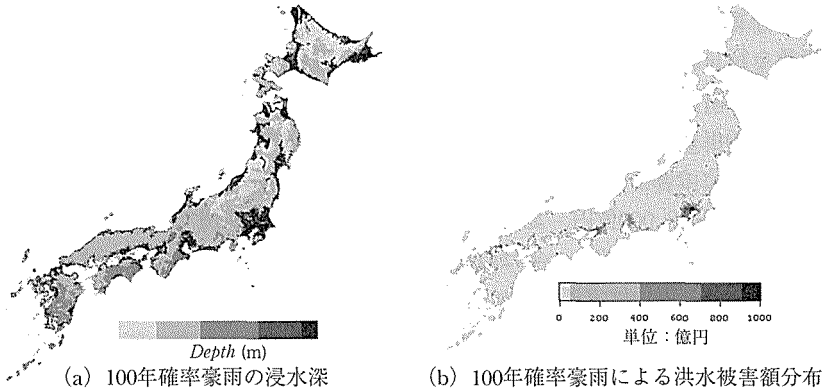 Depth (m)
(a) 100年確率豪雨の浸水深
0 200 400 600 800 1000
単位：億円
(b) 100年確率豪雨による洪水被害額分布